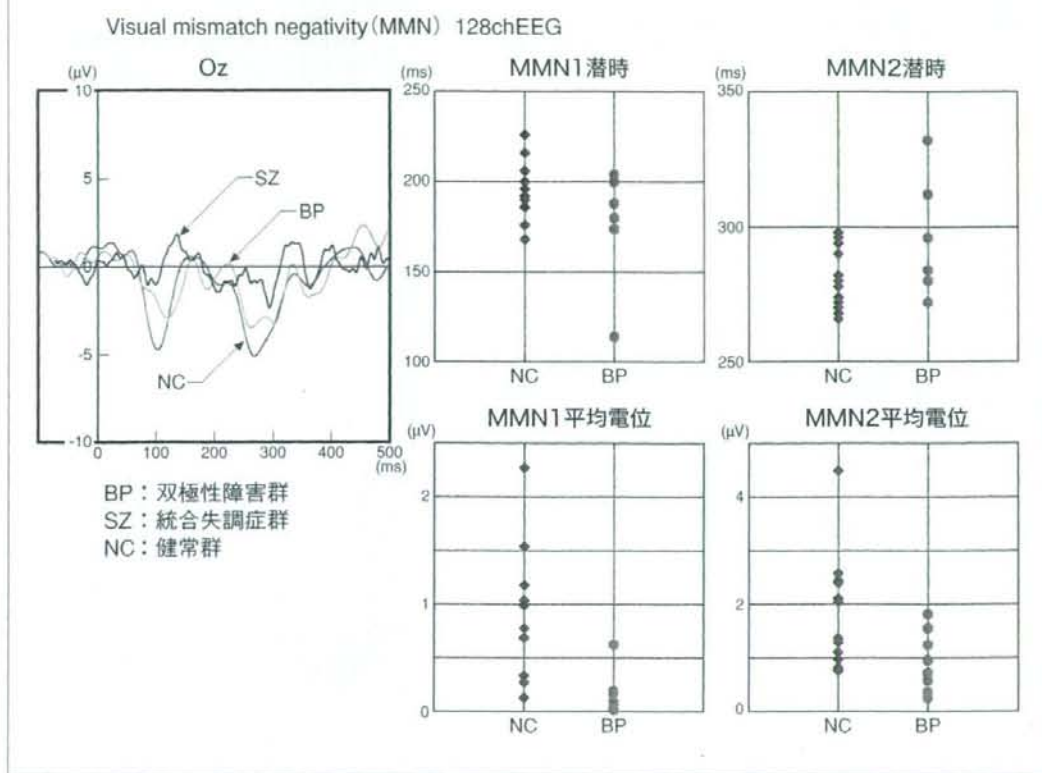 Visual mismatch negativity(MMN) 128chEEG
(μV)
Oz
10
5
0
-5
-10
SZ
BP
NC
0
100
200
300
400
500
(ms)
BP：双極性障害群
SZ：統合失調症群
NC：健常群
(ms)
MMN1潜時
250
200
150
100
NC
BP
(ms)
MMN2潜時
350
300
250
NC
BP
(μV)
MMN1平均電位
2
1
0
NC
BP
(μV)
MMN2平均電位
4
2
0
NC
BP